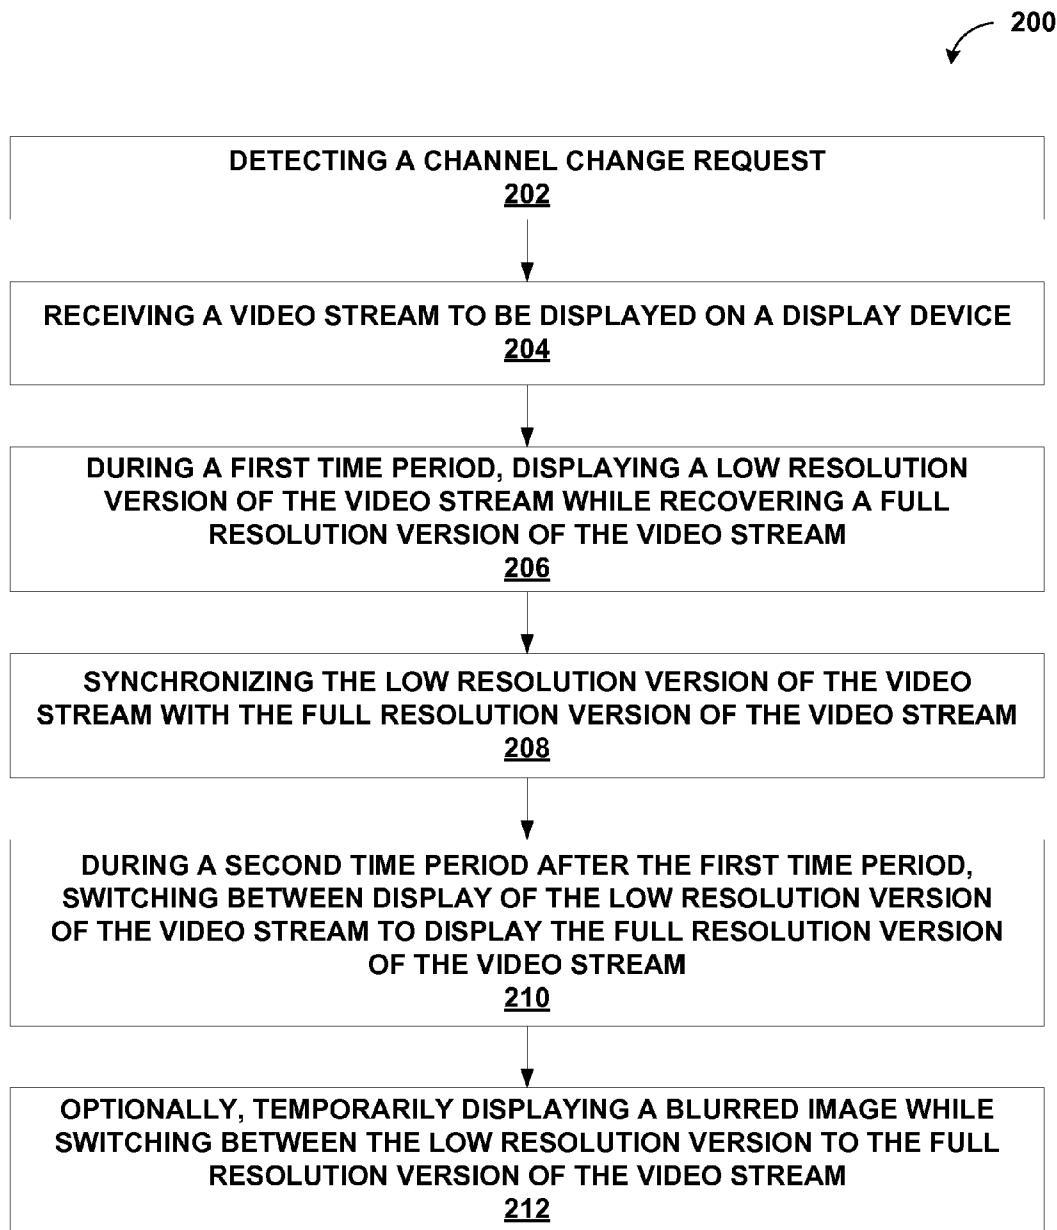 200
DETECTING A CHANNEL CHANGE REQUEST
202
RECEIVING A VIDEO STREAM TO BE DISPLAYED ON A DISPLAY DEVICE
204
DURING A FIRST TIME PERIOD, DISPLAYING A LOW RESOLUTION
VERSION OF THE VIDEO STREAM WHILE RECOVERING A FULL
RESOLUTION VERSION OF THE VIDEO STREAM
206
SYNCHRONIZING THE LOW RESOLUTION VERSION OF THE VIDEO
STREAM WITH THE FULL RESOLUTION VERSION OF THE VIDEO STREAM
208
DURING A SECOND TIME PERIOD AFTER THE FIRST TIME PERIOD,
SWITCHING BETWEEN DISPLAY OF THE LOW RESOLUTION VERSION
OF THE VIDEO STREAM TO DISPLAY THE FULL RESOLUTION VERSION
OF THE VIDEO STREAM
210
OPTIONALLY, TEMPORARILY DISPLAYING A BLURRED IMAGE WHILE
SWITCHING BETWEEN THE LOW RESOLUTION VERSION TO THE FULL
RESOLUTION VERSION OF THE VIDEO STREAM
212